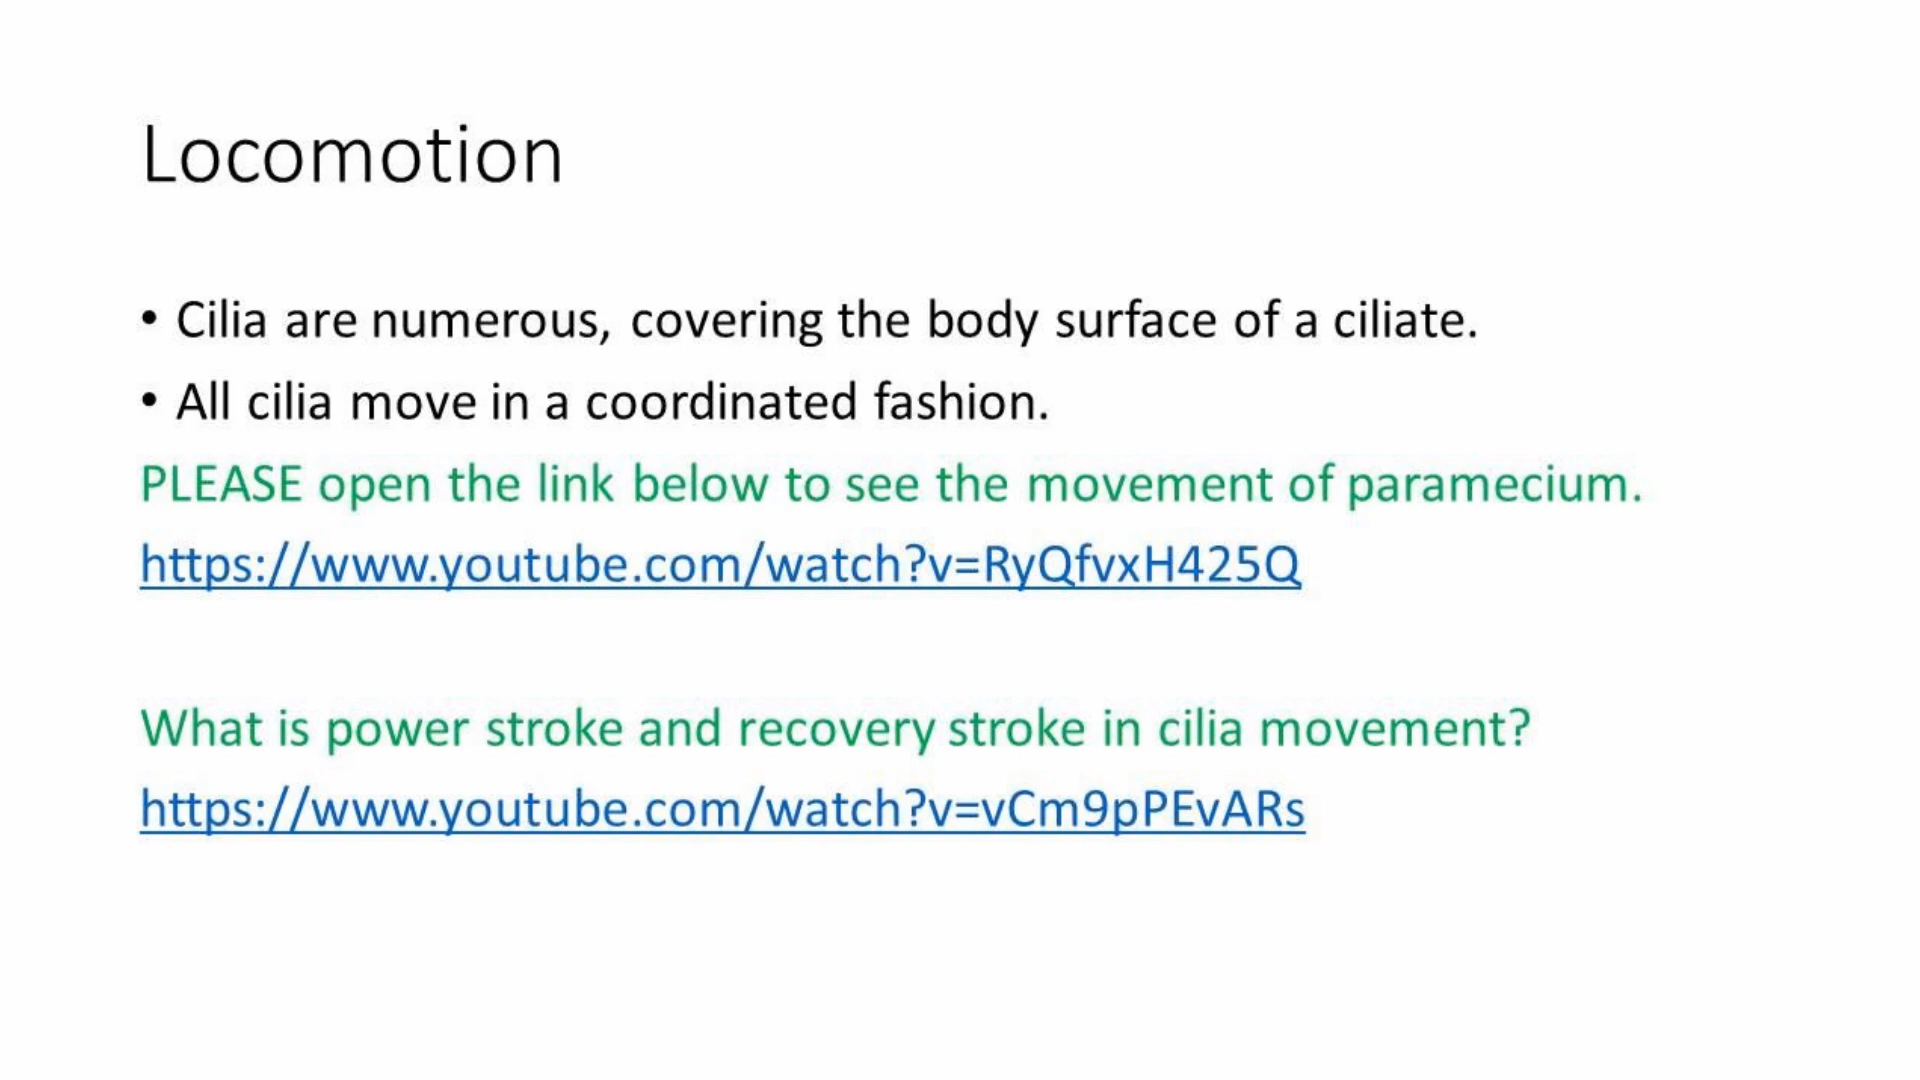 Locomotion
• Cilia are numerous, covering the body surface of a ciliate.
• All cilia move in a coordinated fashion.
PLEASE open the link below to see the movement of paramecium.
https://www.youtube.com/watch?v=RyQfvxH425Q
What is power stroke and recovery stroke in cilia movement?
https://www.youtube.com/watch?v=vCm9pPEvARs